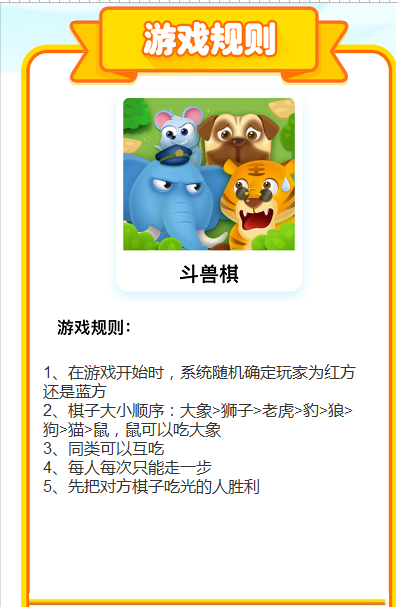 游戏规则
斗兽棋
游戏规则：
1、在游戏开始时，系统随机确定玩家为红方
还是蓝方
2、棋子大小顺序：大象>狮子>老虎>豹>狼>
狗>猫>鼠，鼠可以吃大象
3、同类可以互吃
4、每人每次只能走一步
5、先把对方棋子吃光的人胜利